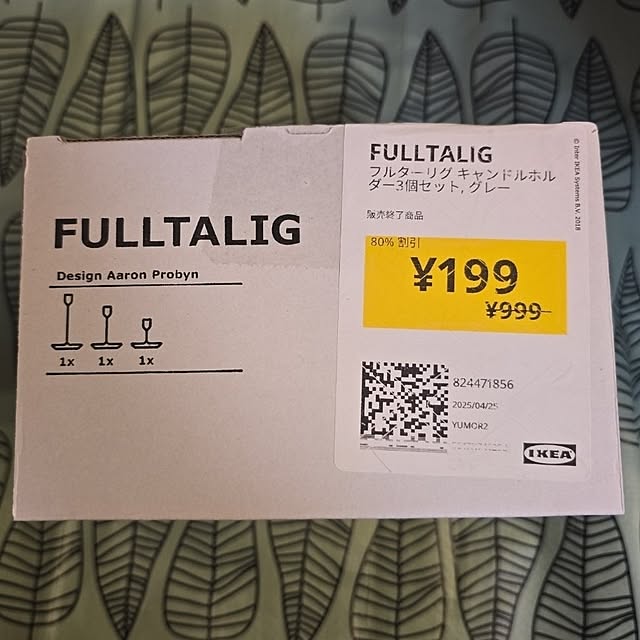 FULLTALIG
Design Aaron Probyn
1x 1x 1x
FULLTALIG
フルターリグ キャンドルホル
ダー3個セット, グレー
販売終了商品
80% 割引
¥199
¥999
824471856
2025/04/25
YUMOR2
IKEA
© Inter IKEA Systems B.V. 2018